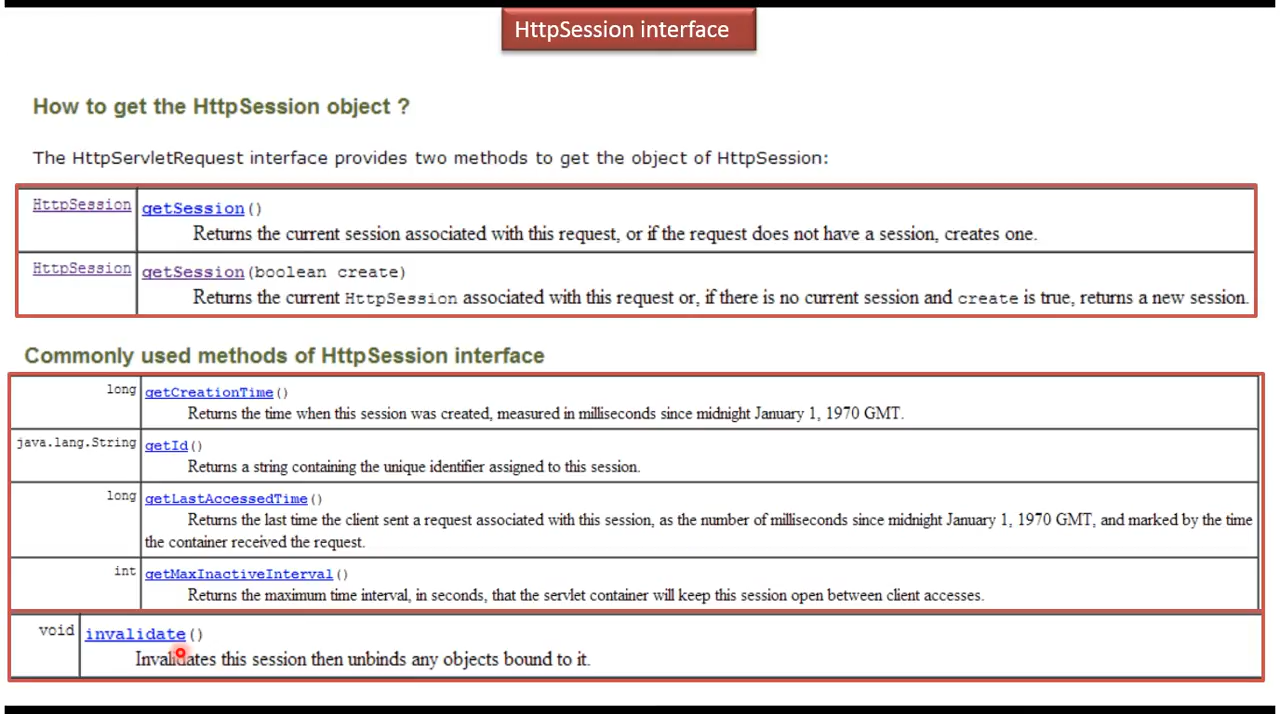 HttpSession interface
How to get the HttpSession object ?
The HttpServletRequest interface provides two methods to get the object of HttpSession:
HttpSession getSession()
Returns the current session associated with this request, or if the request does not have a session, creates one.
HttpSession getSession(boolean create)
Returns the current HttpSession associated with this request or, if there is no current session and create is true, returns a new session.
Commonly used methods of HttpSession interface
long getCreationTime()
Returns the time when this session was created, measured in milliseconds since midnight January 1, 1970 GMT.
java.lang.String getId()
Returns a string containing the unique identifier assigned to this session.
long getLastAccessedTime()
Returns the last time the client sent a request associated with this session, as the number of milliseconds since midnight January 1, 1970 GMT, and marked by the time
the container received the request.
int getMaxInactiveInterval()
Returns the maximum time interval, in seconds, that the servlet container will keep this session open between client accesses.
void invalidate()
Invalidates this session then unbinds any objects bound to it.